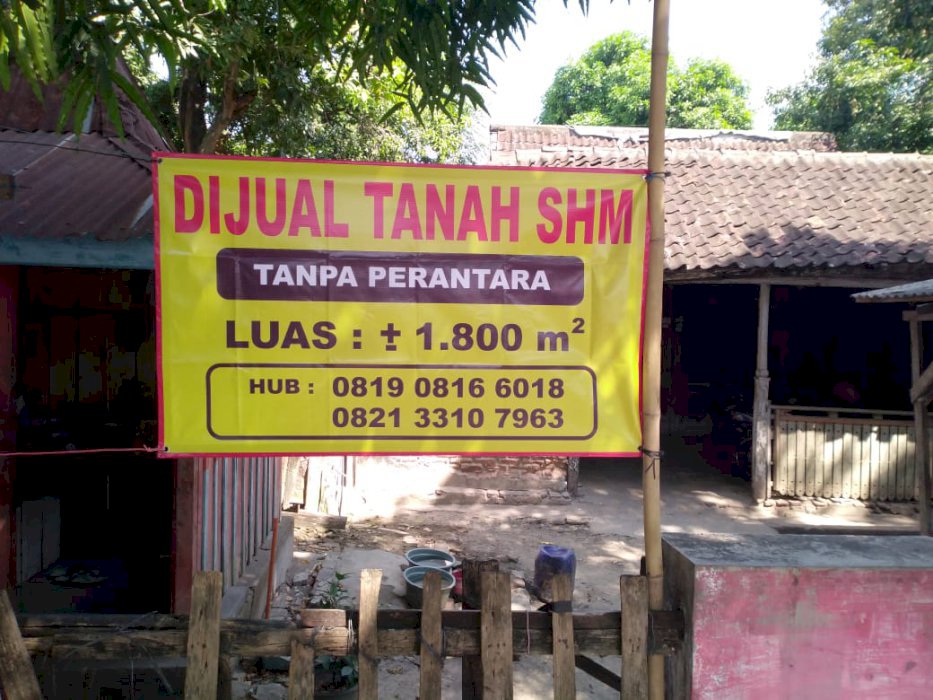 DIJUAL TANAH SHM
TANPA PERANTARA
LUAS : ± 1.800 m²
HUB : 0819 0816 6018
0821 3310 7963